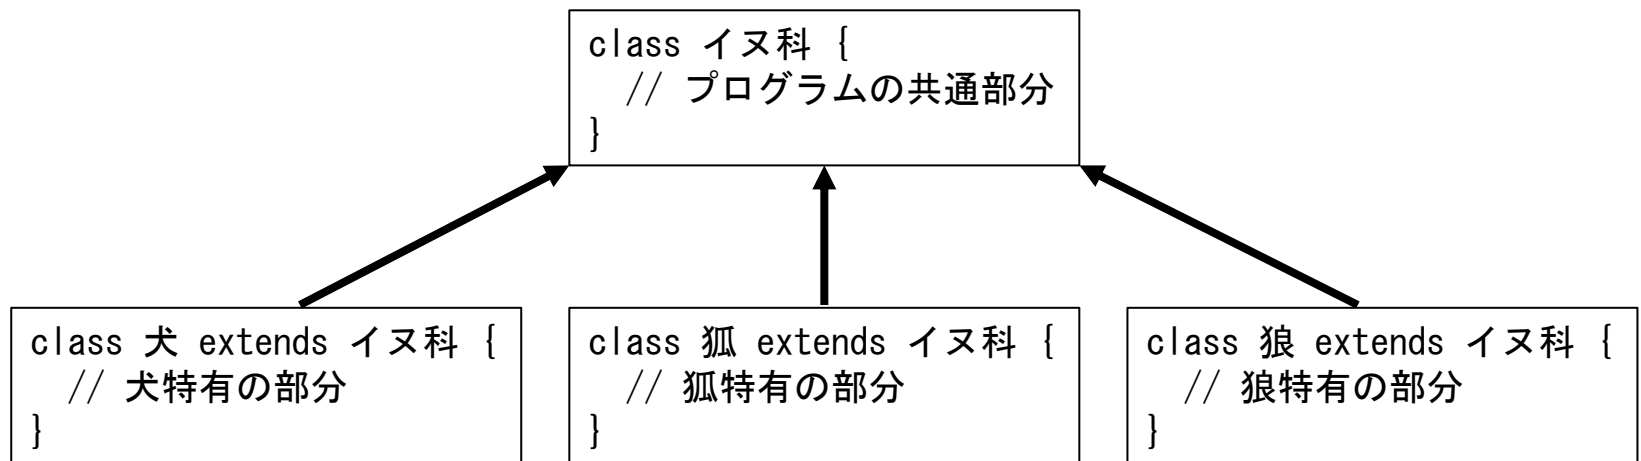 class イヌ科 {
  // プログラムの共通部分
}
class 犬 extends イヌ科 {
  // 犬特有の部分
}
class 狐 extends イヌ科 {
  // 狐特有の部分
}
class 狼 extends イヌ科 {
  // 狼特有の部分
}